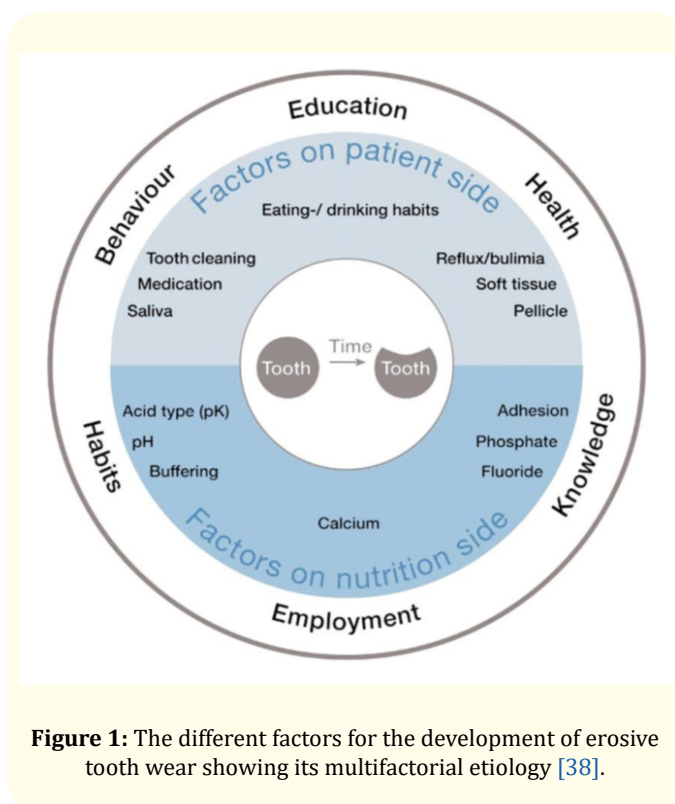 Education
Behaviour
Health
Factors on patient side
Eating-/ drinking habits
Tooth cleaning
Medication
Saliva
Reflux/bulimia
Soft tissue
Pellicle
Time
Tooth
Tooth
Acid type (pK)
pH
Buffering
Adhesion
Phosphate
Fluoride
Calcium
Habits
Knowledge
Factors on nutrition side
Employment
Figure 1: The different factors for the development of erosive
tooth wear showing its multifactorial etiology [38].